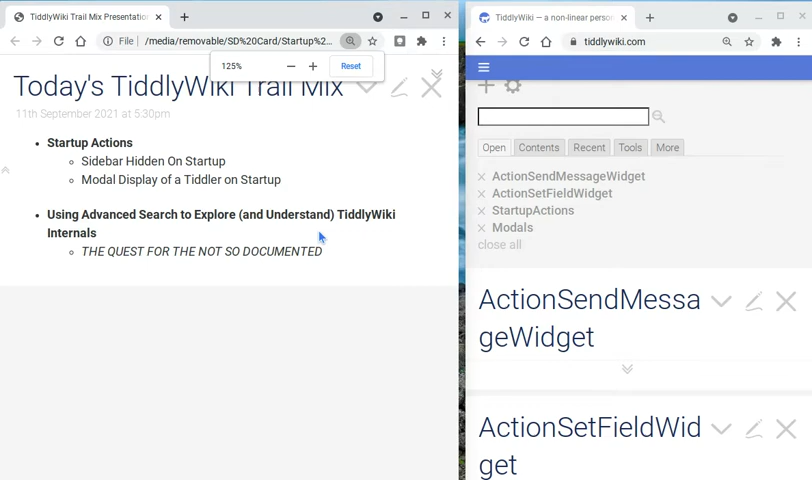 TiddlyWiki Trail Mix Presentation
File | /media/removable/SD%20Card/Startup%2...
125%
Reset
Today's TiddlyWiki Trail Mix
11th September 2021 at 5:30pm
Startup Actions
Sidebar Hidden On Startup
Modal Display of a Tiddler on Startup
Using Advanced Search to Explore (and Understand) TiddlyWiki
Internals
THE QUEST FOR THE NOT SO DOCUMENTED
TiddlyWiki — a non-linear perso
tiddlywiki.com
Open
Contents
Recent
Tools
More
ActionSendMessageWidget
ActionSetFieldWidget
StartupActions
Modals
close all
ActionSendMessa
geWidget
ActionSetFieldWid
get